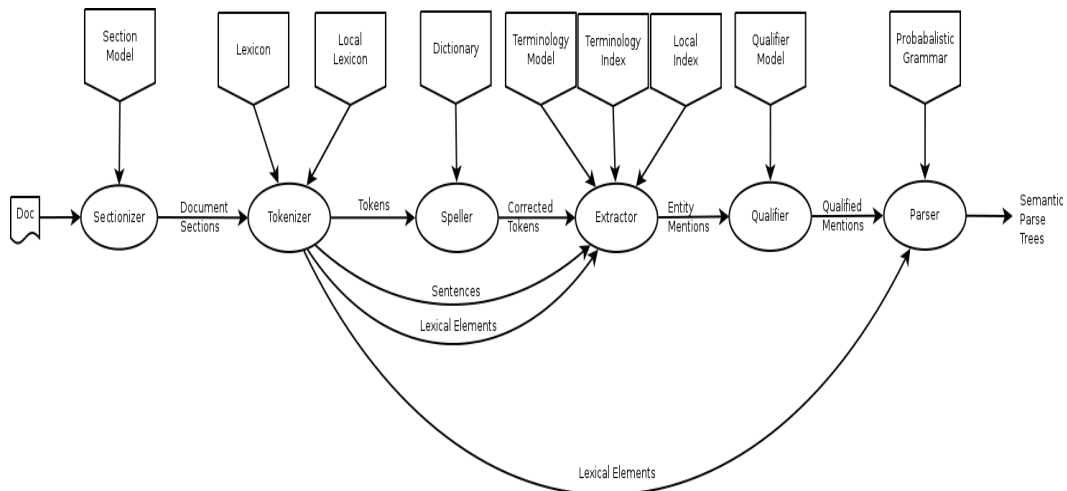 Section
Model
Lexicon
Local
Lexicon
Dictionary
Terminology
Model
Terminology
Index
Local
Index
Qualifier
Model
Probabalistic
Grammar
Doc
Sectionizer
Document
Sections
Tokenizer
Tokens
Speller
Corrected
Tokens
Extractor
Entity
Mentions
Qualifier
Qualified
Mentions
Parser
Semantic
Parse
Trees
Sentences
Lexical Elements
Lexical Elements